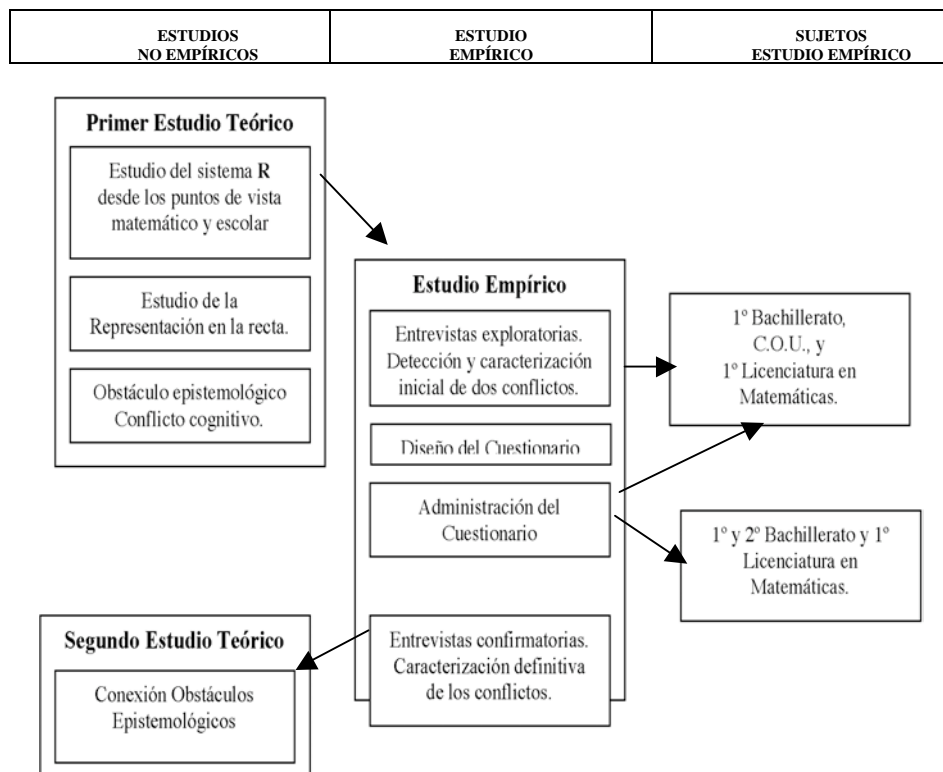 ESTUDIOS
NO EMPÍRICOS
ESTUDIO
EMPÍRICO
SUJETOS
ESTUDIO EMPÍRICO
Primer Estudio Teórico
Estudio del sistema R
desde los puntos de vista
matemático y escolar
Estudio de la
Representación en la recta.
Obstáculo epistemológico
Conflicto cognitivo.
Estudio Empírico
Entrevistas exploratorias.
Detección y caracterización
inicial de dos conflictos.
Diseño del Cuestionario
Administración del
Cuestionario
Entrevistas confirmatorias.
Caracterización definitiva
de los conflictos.
1º Bachillerato,
C.O.U., y
1º Licenciatura en
Matemáticas.
1º y 2º Bachillerato y 1º
Licenciatura en
Matemáticas.
Segundo Estudio Teórico
Conexión Obstáculos
Epistemológicos